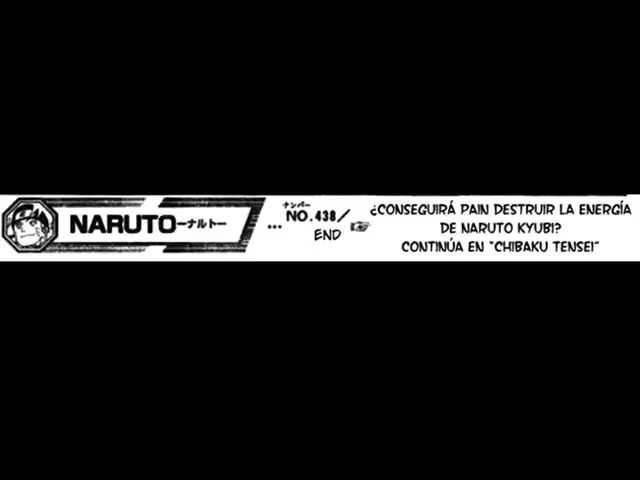 NARUTO—ナルト—
ナンバー
... NO.438/
END
☞ ¿CONSEGUIRÁ PAIN DESTRUIR LA ENERGÍA
DE NARUTO KYUBI?
CONTINÚA EN "CHIBAKU TENSEI"